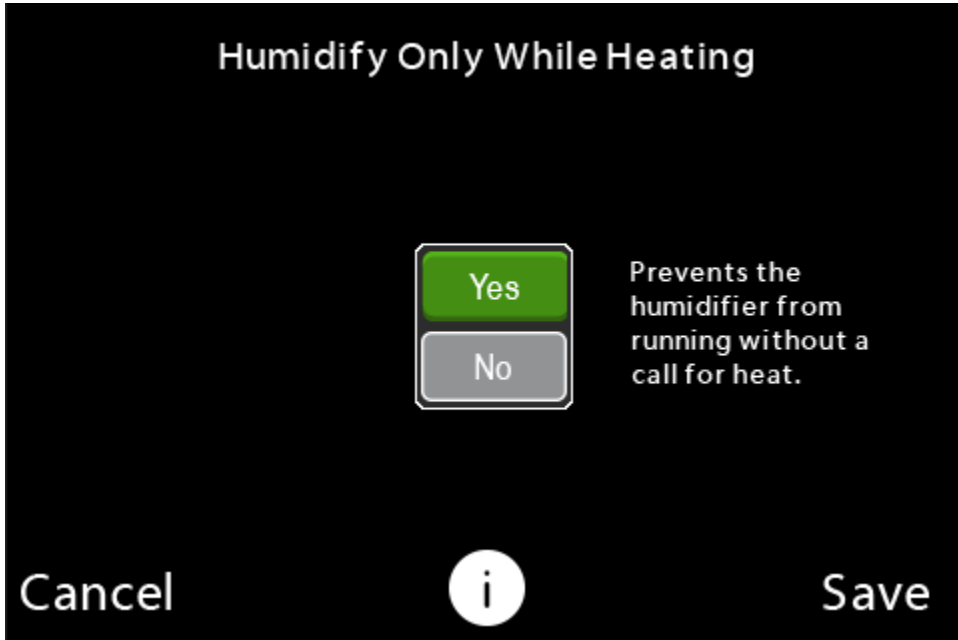 Humidify Only While Heating
Yes
No
Prevents the
humidifier from
running without a
call for heat.
Cancel
i
Save